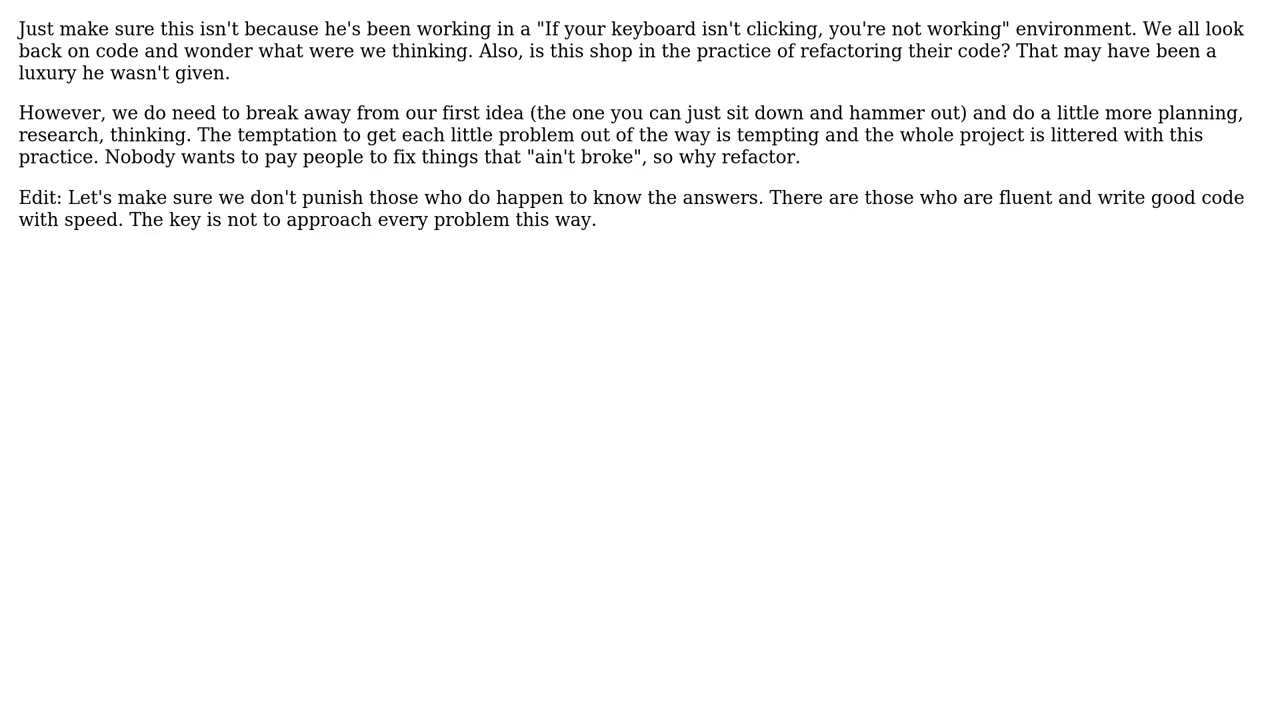 Just make sure this isn't because he's been working in a "If your keyboard isn't clicking, you're not working" environment. We all look
back on code and wonder what were we thinking. Also, is this shop in the practice of refactoring their code? That may have been a
luxury he wasn't given.
However, we do need to break away from our first idea (the one you can just sit down and hammer out) and do a little more planning,
research, thinking. The temptation to get each little problem out of the way is tempting and the whole project is littered with this
practice. Nobody wants to pay people to fix things that "ain't broke", so why refactor.
Edit: Let's make sure we don't punish those who do happen to know the answers. There are those who are fluent and write good code
with speed. The key is not to approach every problem this way.